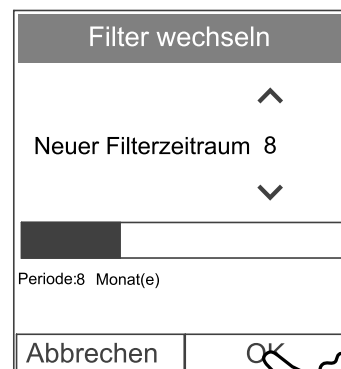 Filter wechseln
Neuer Filterzeitraum 8
Periode:8 Monat(e)
Abbrechen OK